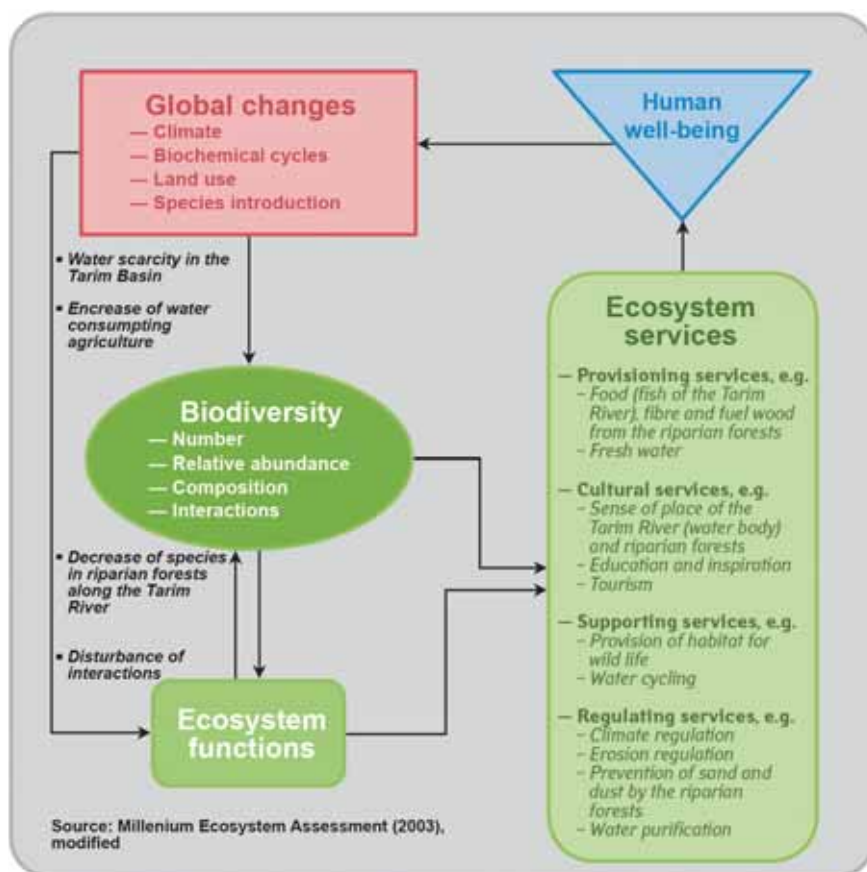 Global changes
— Climate
— Biochemical cycles
— Land use
— Species introduction
Human
well-being
▪ Water scarcity in the
Tarim Basin
▪ Encrease of water
consumpting
agriculture
Biodiversity
— Number
— Relative abundance
— Composition
— Interactions
▪ Decrease of species
in riparian forests
along the Tarim
River
▪ Disturbance of
interactions
Ecosystem
functions
Ecosystem
services
— Provisioning services, e.g.
– Food (fish of the Tarim
River), fibre and fuel wood
from the riparian forests
– Fresh water
— Cultural services, e.g.
– Sense of place of the
Tarim River (water body)
and riparian forests
– Education and inspiration
– Tourism
— Supporting services, e.g.
– Provision of habitat for
wild life
– Water cycling
— Regulating services, e.g.
– Climate regulation
– Erosion regulation
– Prevention of sand and
dust by the riparian
forests
– Water purification
Source: Millenium Ecosystem Assessment (2003),
modified